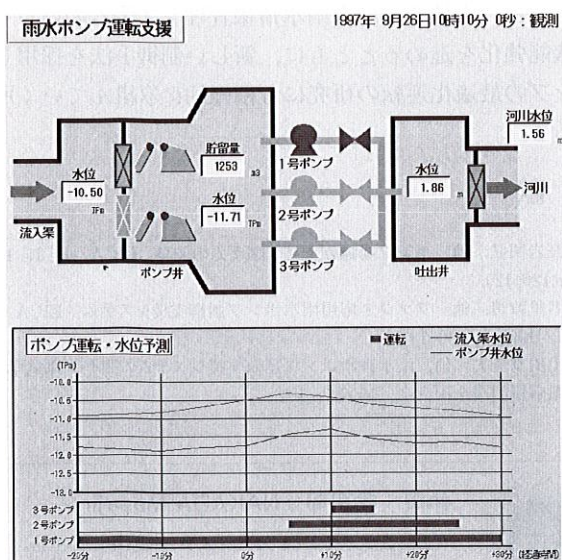 雨水ポンプ運転支援
1997年 9月26日10時10分 0秒：観測
河川水位
1.56
m
水位
-10.50
TPm
流入渠
貯留量
1253
m3
水位
-11.71
TPm
ポンプ井
1号ポンプ
2号ポンプ
3号ポンプ
水位
1.86
m
吐出井
河川
ポンプ運転・水位予測
運転
流入渠水位
ポンプ井水位
(TPm)
-10.0
-10.5
-11.0
-11.5
-12.0
-12.5
-13.0
3号ポンプ
2号ポンプ
1号ポンプ
-20分
-10分
0分
+10分
+20分
+30分
(経過時間)